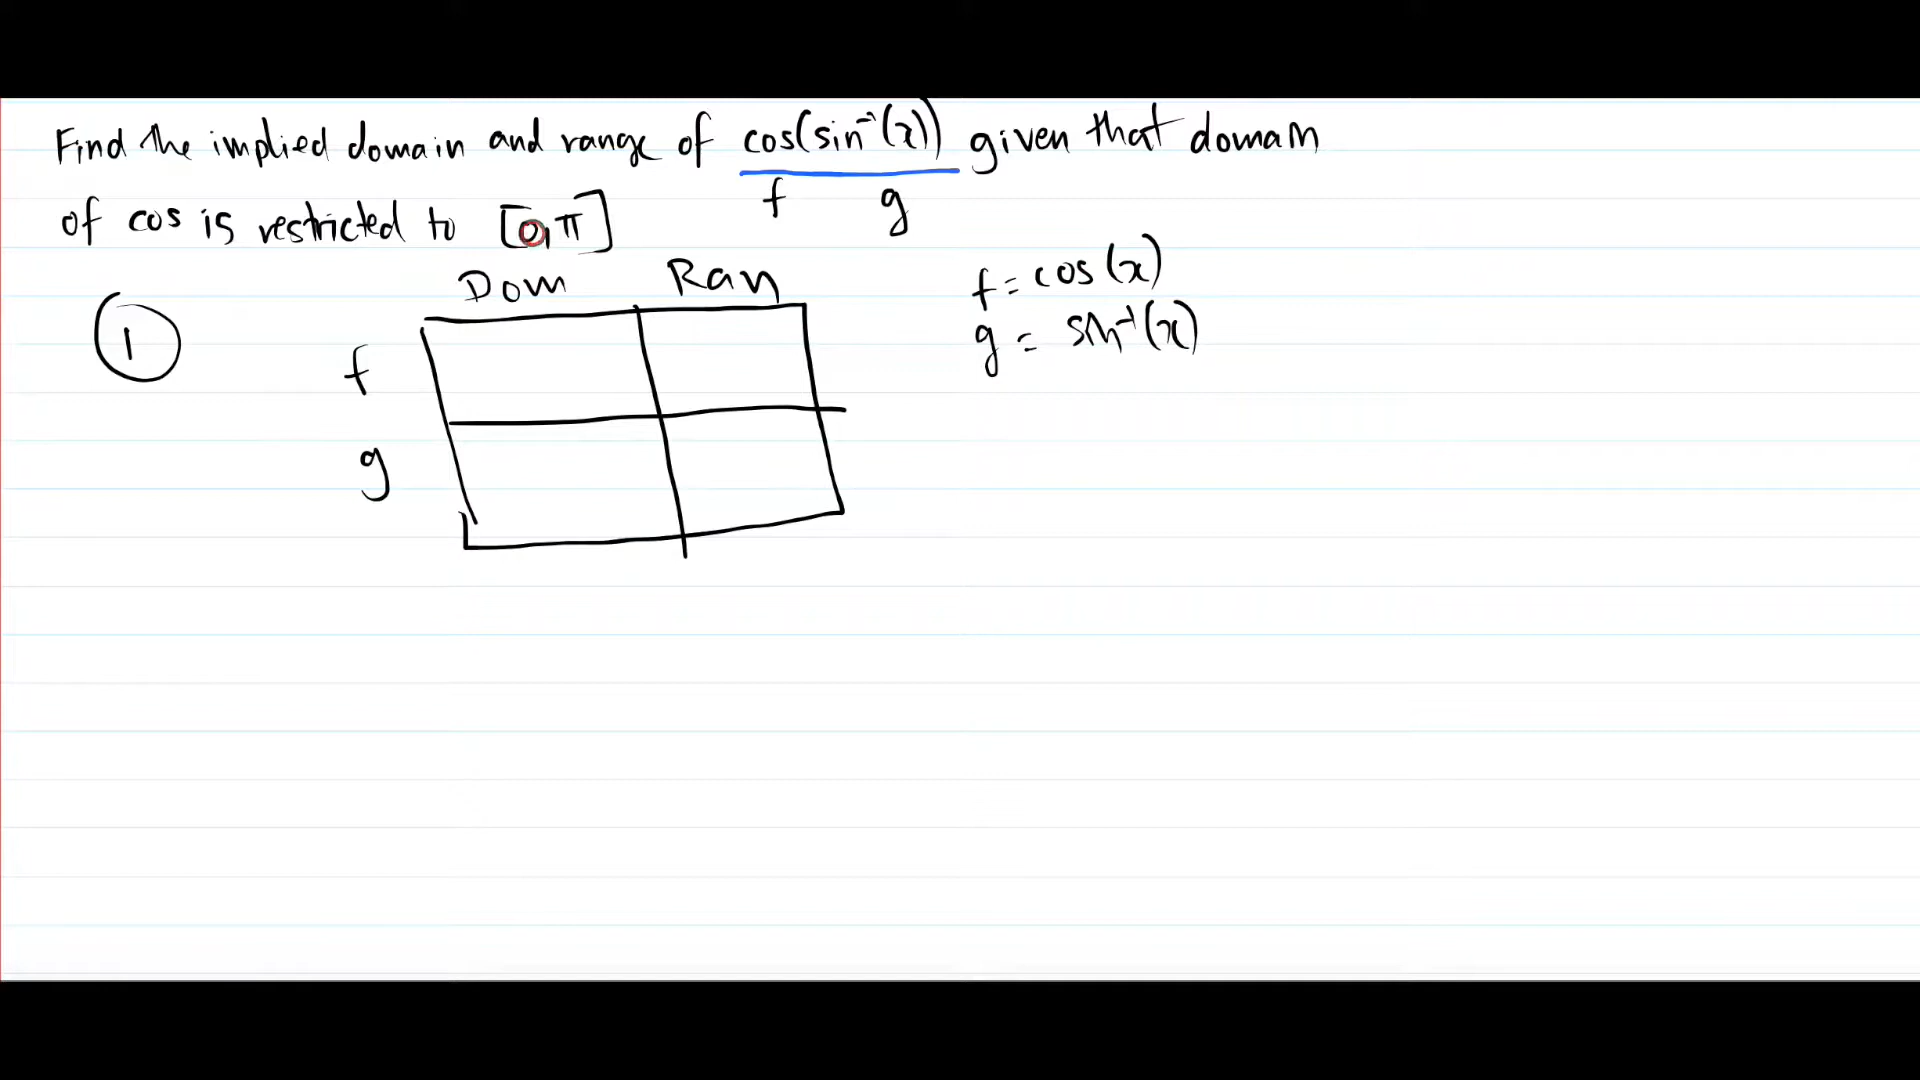 Find the implied domain and range of cos(sin⁻¹(x)) given that domain
f g
of cos is restricted to [0,π]
Dom Ran
f = cos(x)
g = sin⁻¹(x)
1
f
g